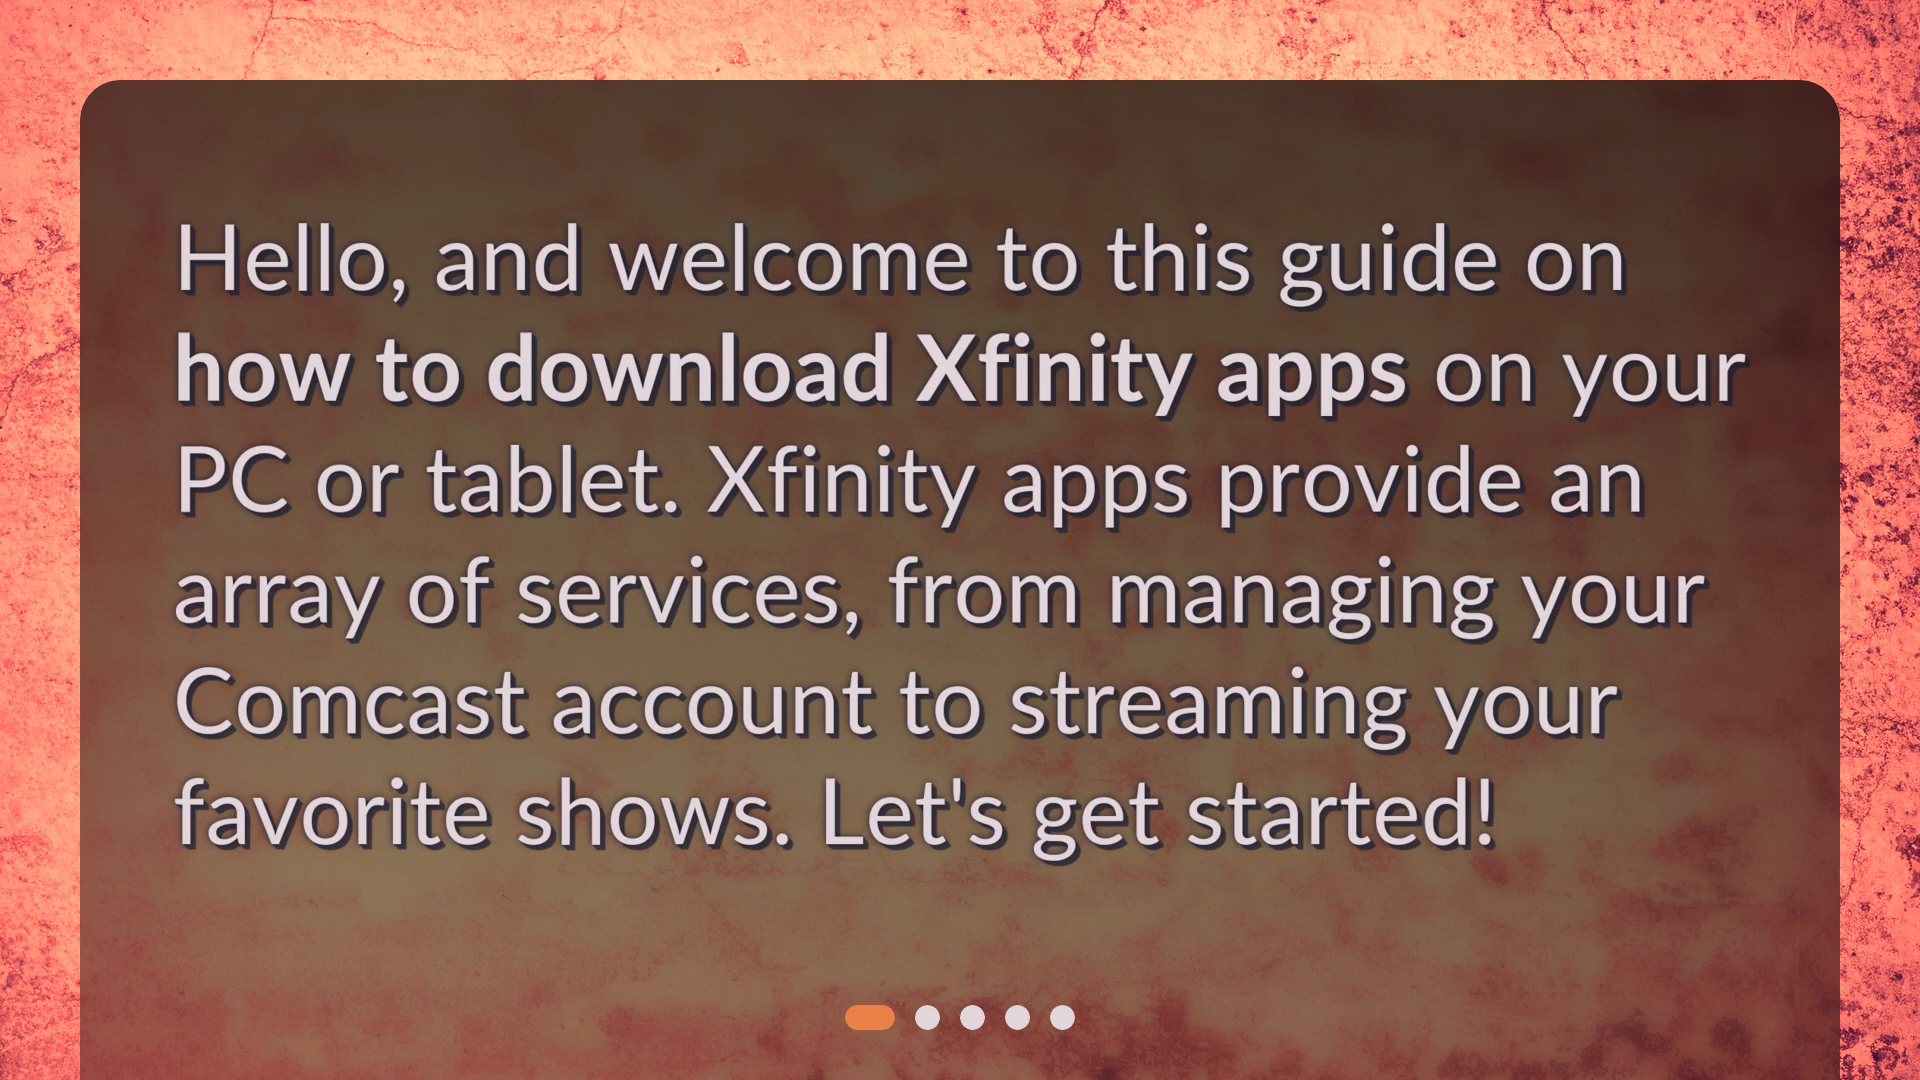 Hello, and welcome to this guide on
how to download Xfinity apps on your
PC or tablet. Xfinity apps provide an
array of services, from managing your
Comcast account to streaming your
favorite shows. Let's get started!